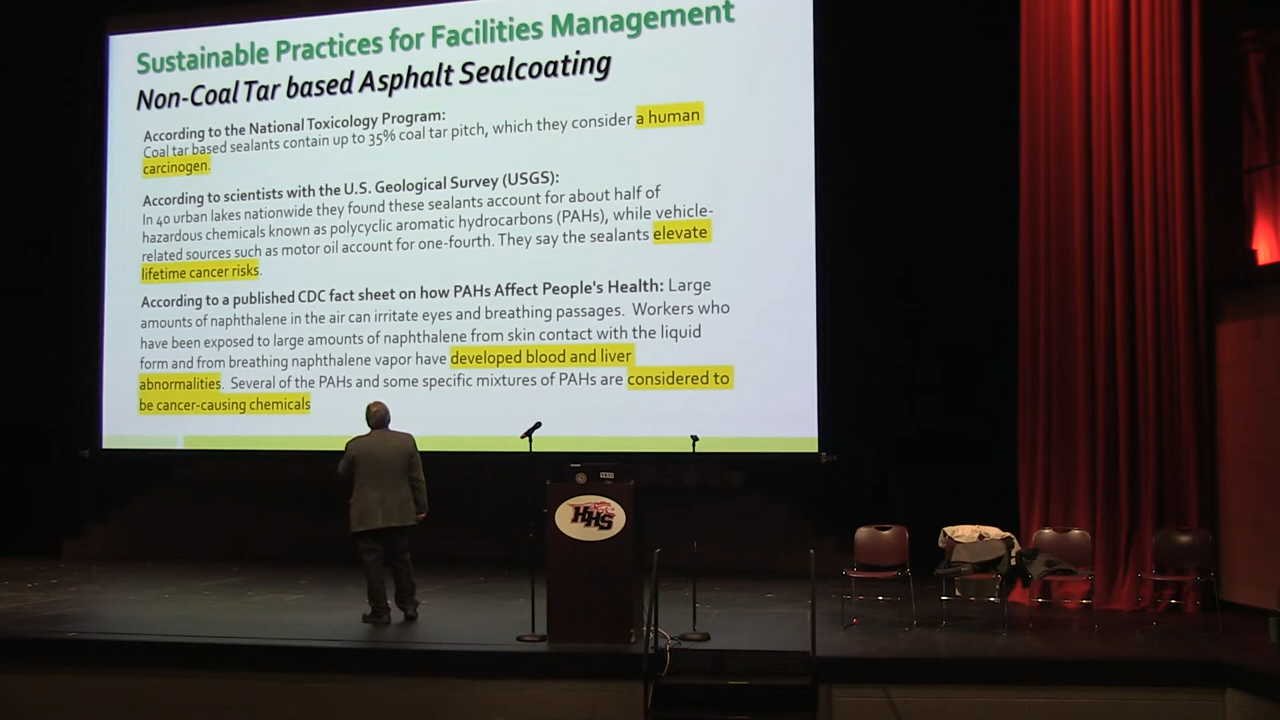 Sustainable Practices for Facilities Management
Non-Coal Tar based Asphalt Sealcoating
According to the National Toxicology Program:
Coal tar based sealants contain up to 35% coal tar pitch, which they consider a human
carcinogen.
According to scientists with the U.S. Geological Survey (USGS):
In 40 urban lakes nationwide they found these sealants account for about half of
hazardous chemicals known as polycyclic aromatic hydrocarbons (PAHs), while vehicle-
related sources such as motor oil account for one-fourth. They say the sealants elevate
lifetime cancer risks.
According to a published CDC fact sheet on how PAHs Affect People's Health: Large
amounts of naphthalene in the air can irritate eyes and breathing passages. Workers who
have been exposed to large amounts of naphthalene from skin contact with the liquid
form and from breathing naphthalene vapor have developed blood and liver
abnormalities. Several of the PAHs and some specific mixtures of PAHs are considered to
be cancer-causing chemicals
HHS